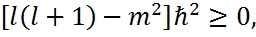 [l(l + 1) − m²]ℏ² ≥ 0,